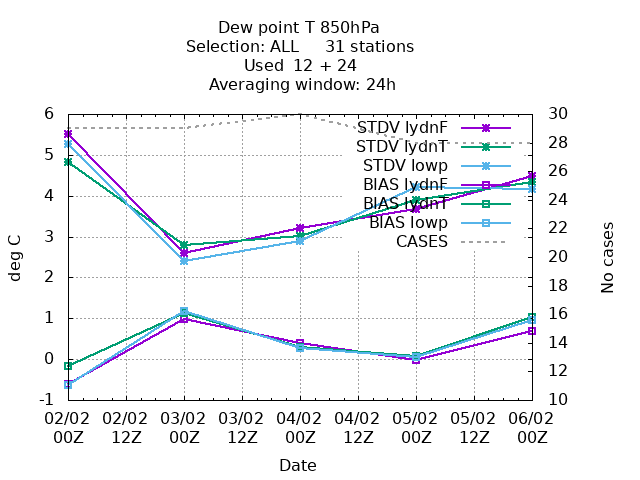 Dew point T 850hPa
Selection: ALL 31 stations
Used 12 + 24
Averaging window: 24h
6
5
4
3
2
1
0
-1
deg C
30
28
26
24
22
20
18
16
14
12
10
No cases
STDV lydnF
STDV lydnT
STDV lowp
BIAS lydnF
BIAS lydnT
BIAS lowp
CASES
02/02 02/02 03/02 03/02 04/02 04/02 05/02 05/02 06/02
00Z 12Z 00Z 12Z 00Z 12Z 00Z 12Z 00Z
Date